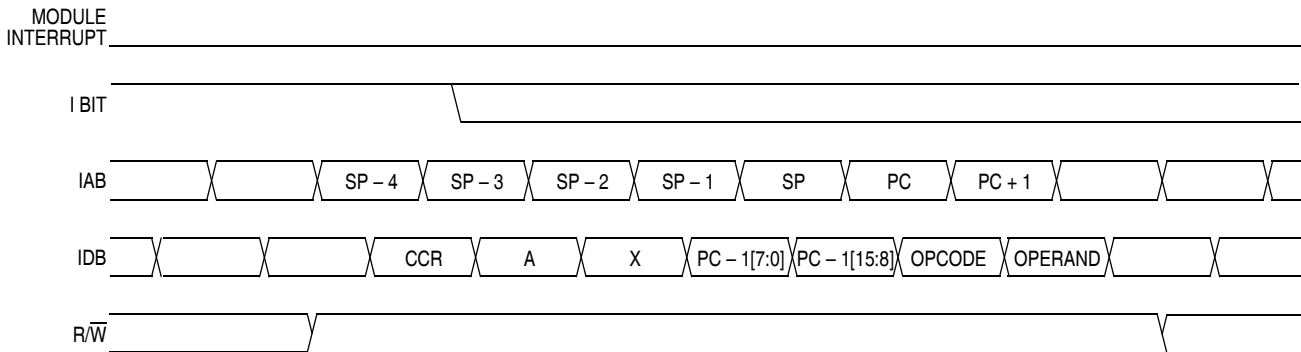 MODULE
INTERRUPT
I BIT
IAB SP – 4 SP – 3 SP – 2 SP – 1 SP PC PC + 1
IDB CCR A X PC – 1[7:0] PC – 1[15:8] OPCODE OPERAND
R/W̅